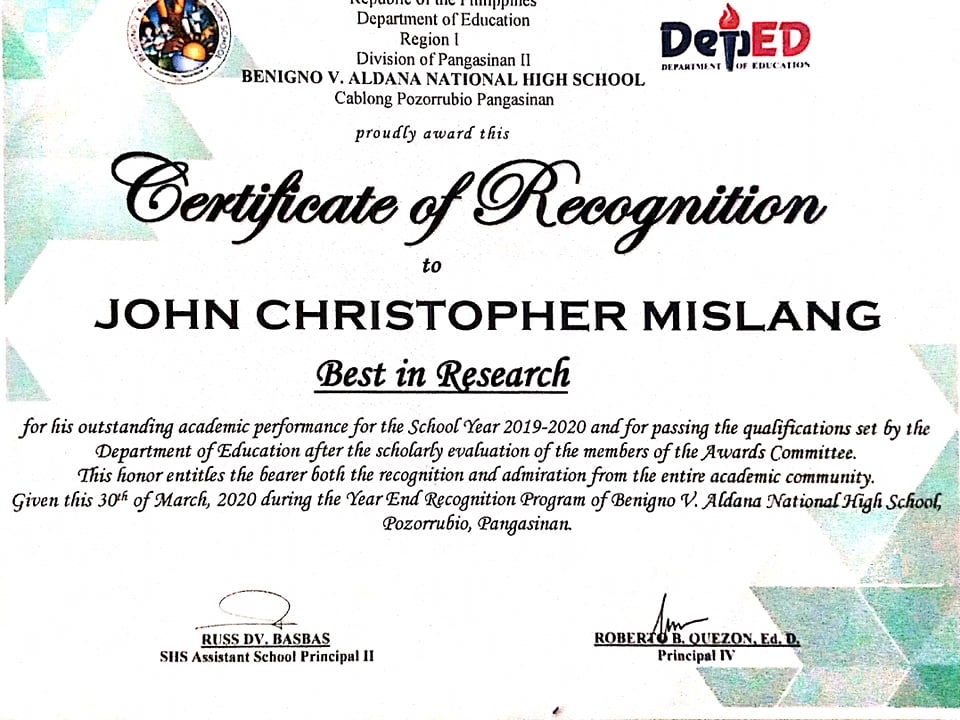 Republic of the Philippines
Department of Education
Region I
Division of Pangasinan II
BENIGNO V. ALDANA NATIONAL HIGH SCHOOL
Cablong Pozorrubio Pangasinan
DepED
DEPARTMENT OF EDUCATION
proudly award this
Certificate of Recognition
to
JOHN CHRISTOPHER MISLANG
Best in Research
for his outstanding academic performance for the School Year 2019-2020 and for passing the qualifications set by the
Department of Education after the scholarly evaluation of the members of the Awards Committee.
This honor entitles the bearer both the recognition and admiration from the entire academic community.
Given this 30th of March, 2020 during the Year End Recognition Program of Benigno V. Aldana National High School,
Pozorrubio, Pangasinan.
RUSS DV. BASBAS
SHS Assistant School Principal II
ROBERTO B. QUEZON, Ed. D.
Principal IV